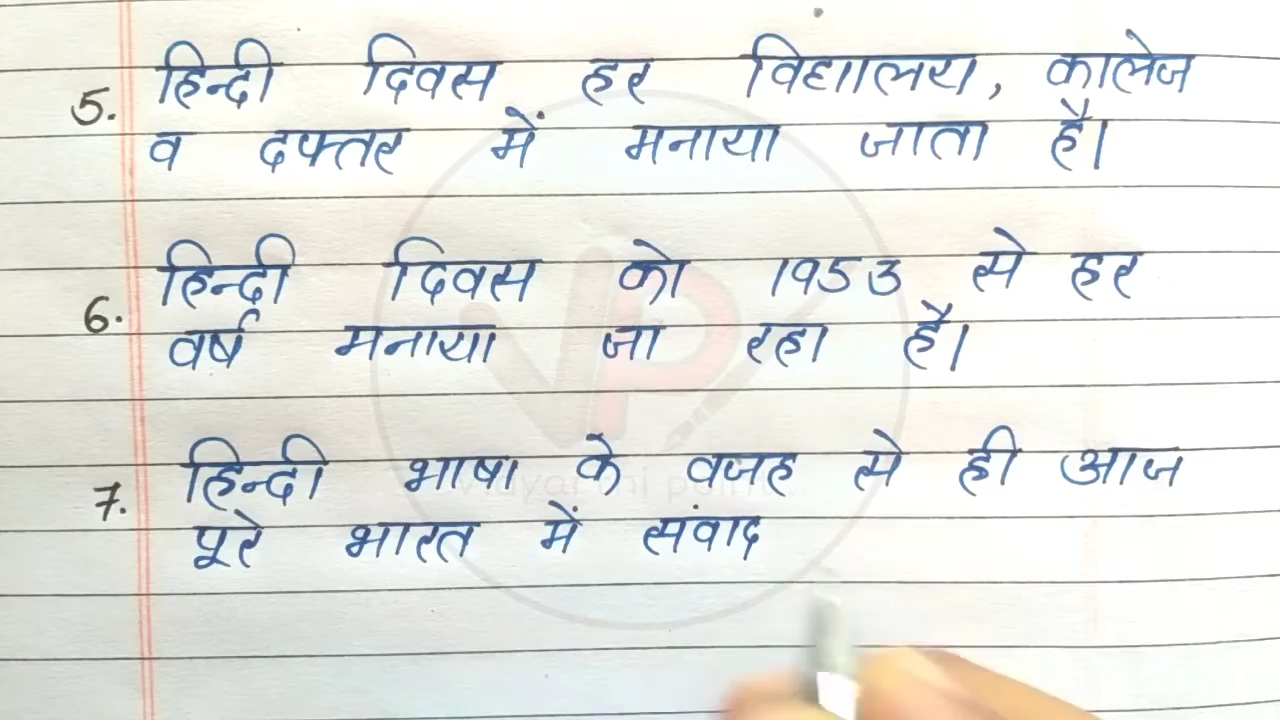 5. हिन्दी दिवस हर विद्यालय, कालेज
व दफ्तर में मनाया जाता है।
6. हिन्दी दिवस को 1953 से हर
वर्ष मनाया जा रहा है।
7. हिन्दी भाषा के वजह से ही आज
पूरे भारत में संवाद